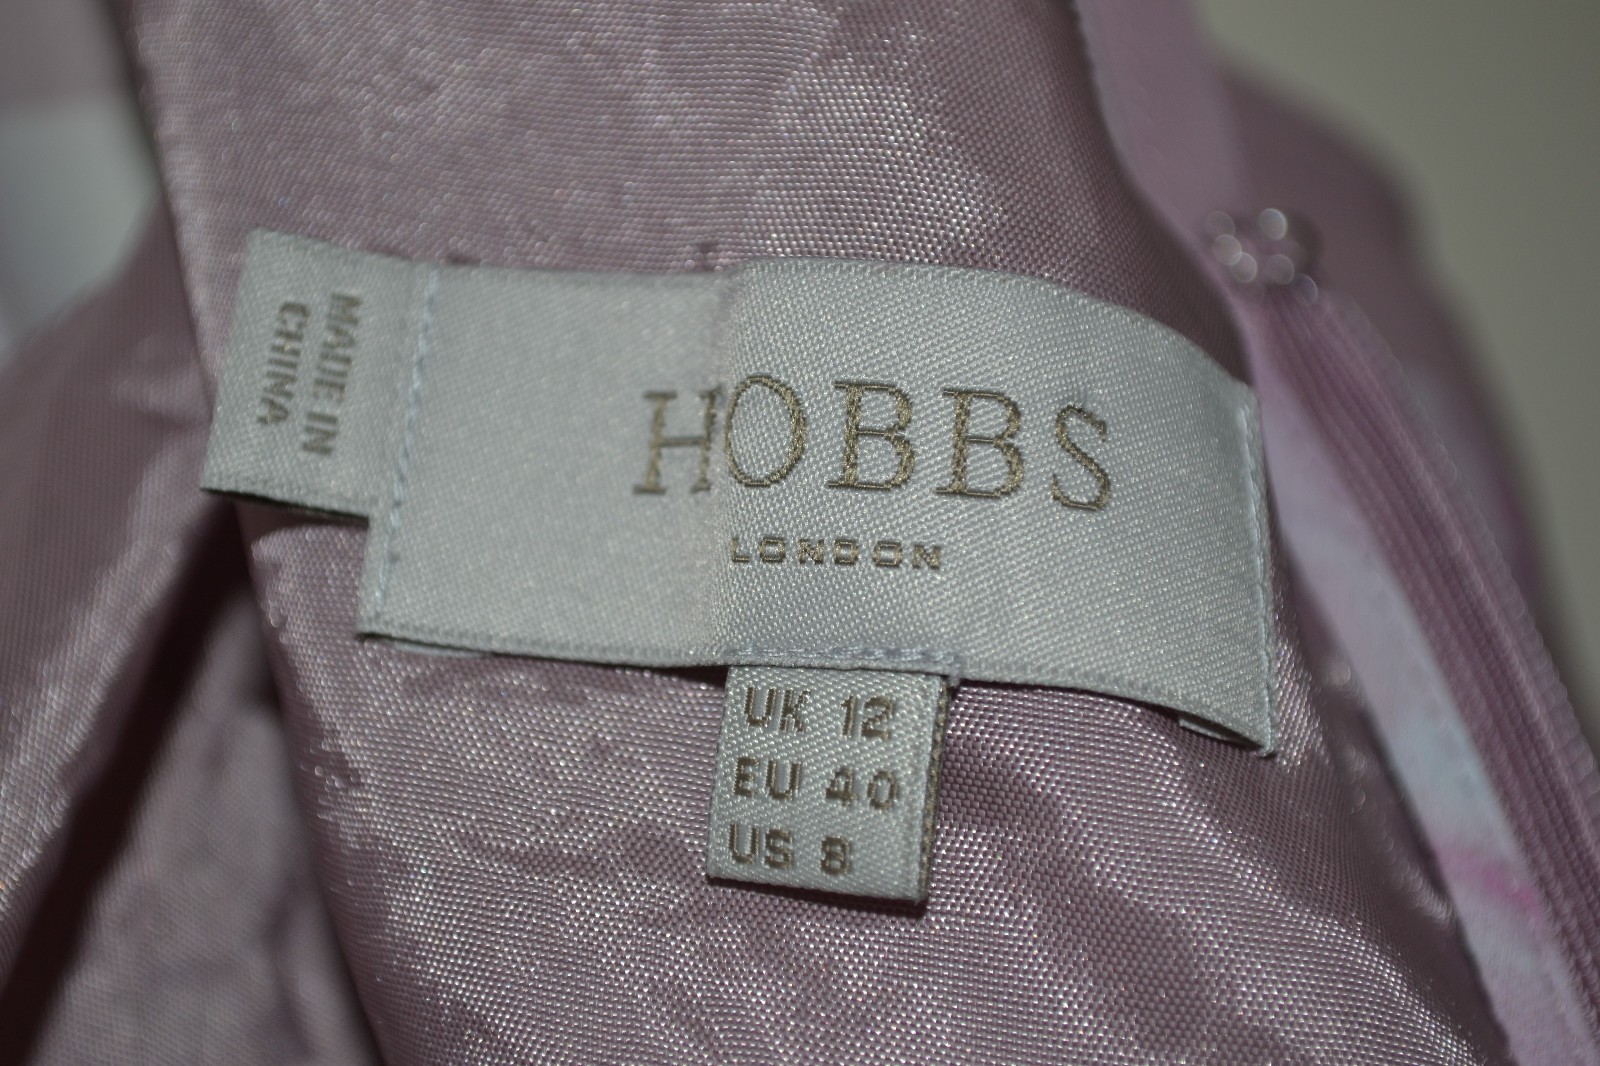 MADE IN
CHINA
HOBBS
LONDON
UK 12
EU 40
US 8